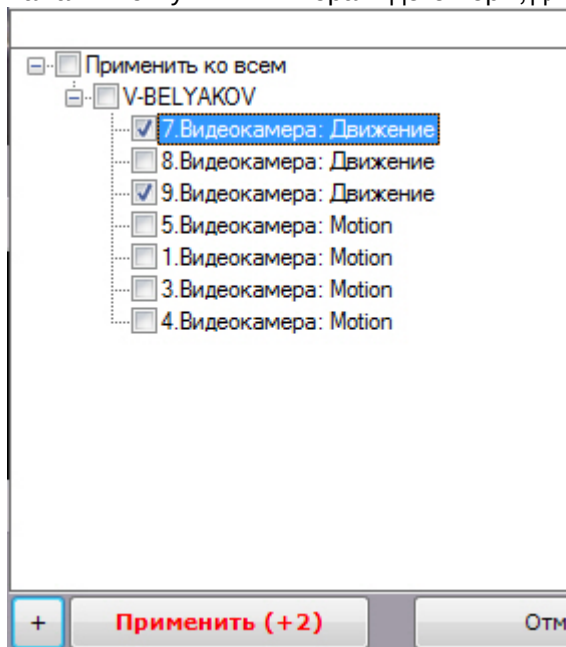 Применить ко всем
V-BELYAKOV
7.Видеокамера: Движение
8.Видеокамера: Движение
9.Видеокамера: Движение
5.Видеокамера: Motion
1.Видеокамера: Motion
3.Видеокамера: Motion
4.Видеокамера: Motion
+ Применить (+2) Отм